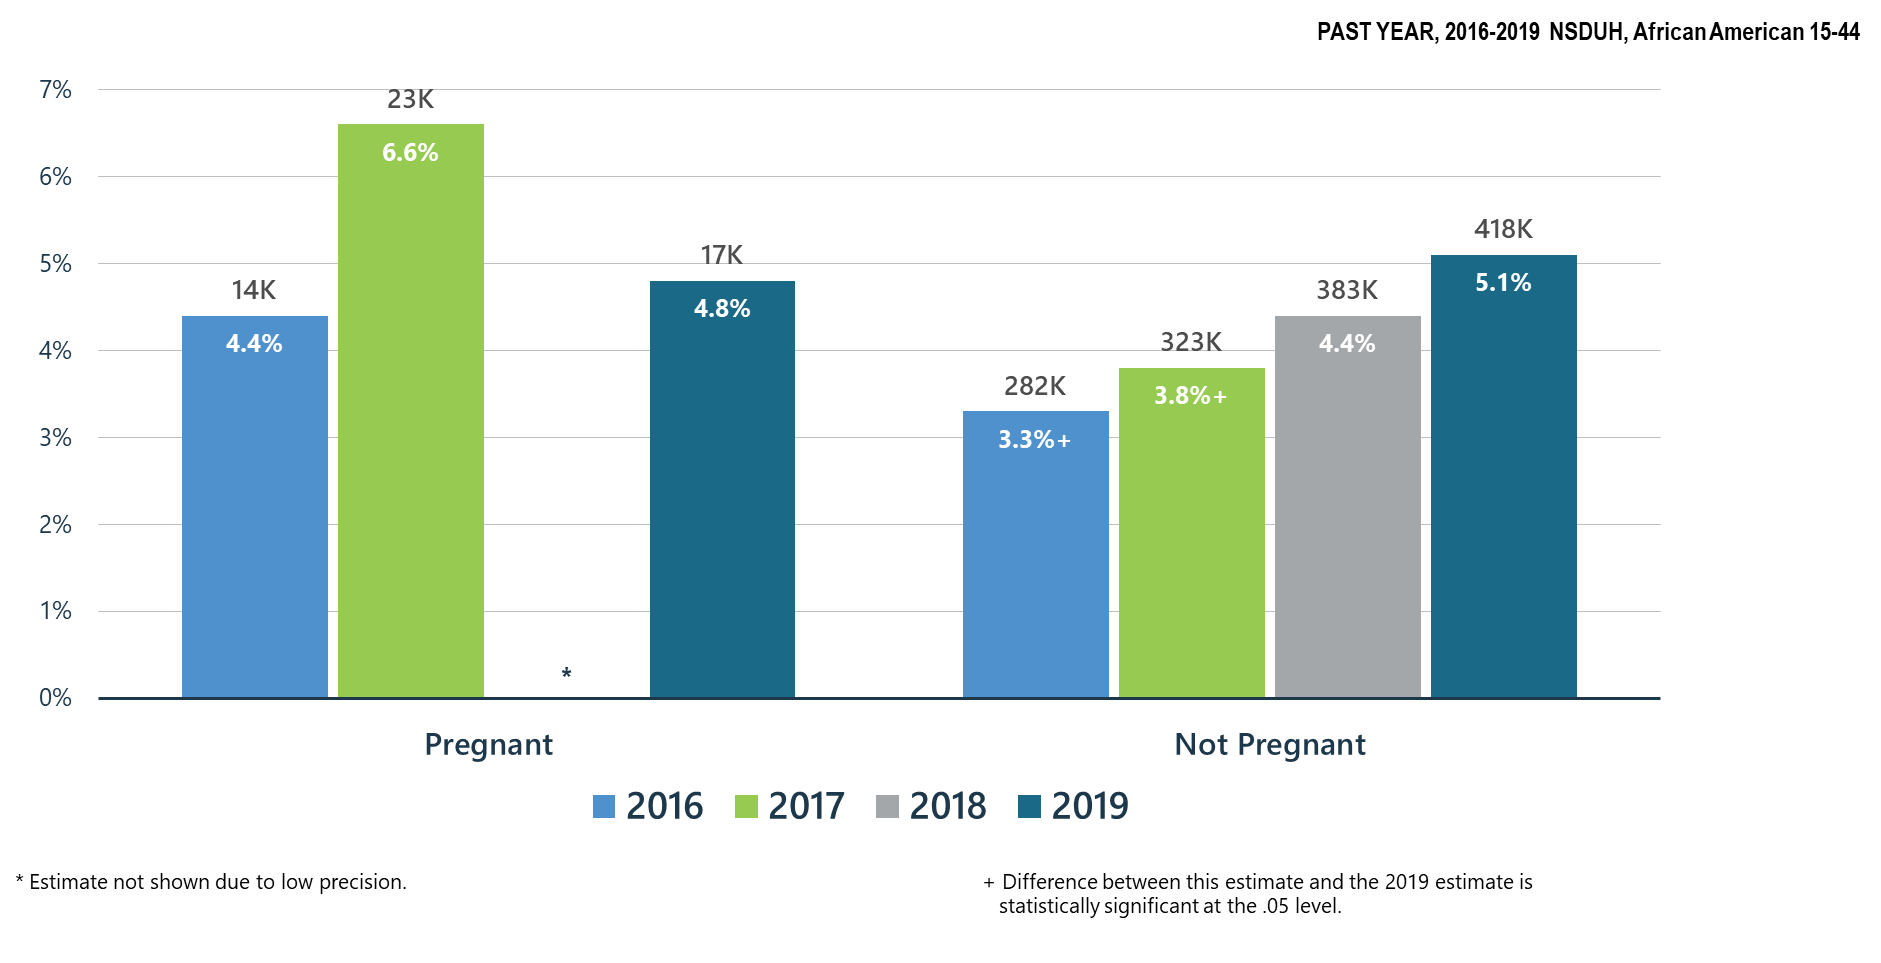 PAST YEAR, 2016-2019 NSDUH, African American 15-44
7%
6%
5%
4%
3%
2%
1%
0%
14K
4.4%
23K
6.6%
*
17K
4.8%
282K
3.3%+
323K
3.8%+
383K
4.4%
418K
5.1%
Pregnant
Not Pregnant
2016 2017 2018 2019
* Estimate not shown due to low precision.
+ Difference between this estimate and the 2019 estimate is
statistically significant at the .05 level.